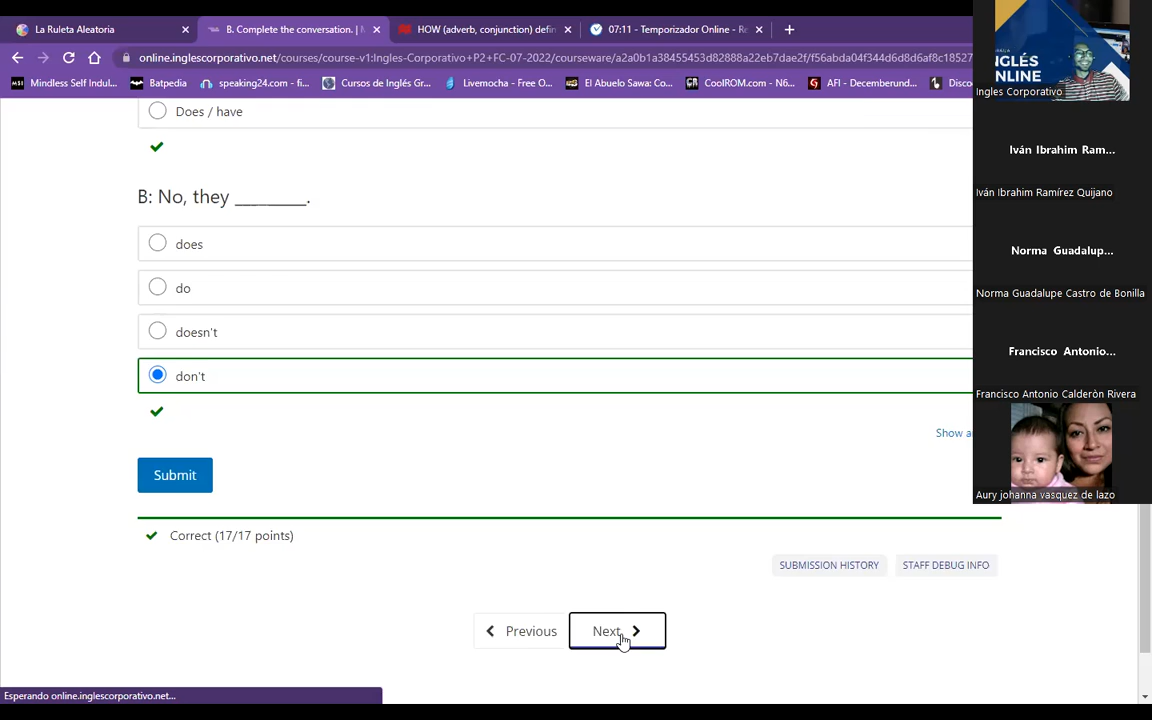 La Ruleta Aleatoria
B. Complete the conversation. |
HOW (adverb, conjunction) defin
07:11 - Temporizador Online - Re
online.inglescorporativo.net/courses/course-v1:Ingles-Corporativo+P2+FC-07-2022/courseware/a2a0b1a38455453d82888a22eb7dae2f/f56abda04f344d6d8d6af8c18527
Mindless Self Indul...
Batpedia
speaking24.com - fi...
Cursos de Inglés Gr...
Livemocha - Free O...
El Abuelo Sawa: Co...
CoolROM.com - N6...
AFI - Decemberund...
Disco
Does / have
B: No, they ________.
does
do
doesn't
don't
Show a
Submit
Correct (17/17 points)
SUBMISSION HISTORY
STAFF DEBUG INFO
Previous
Next
Esperando online.inglescorporativo.net...
NGLÉS
ONLINE
Ingles Corporativo
Iván Ibrahim Ram...
Iván Ibrahim Ramírez Quijano
Norma Guadalup...
Norma Guadalupe Castro de Bonilla
Francisco Antonio...
Francisco Antonio Calderòn Rivera
Aury johanna vasquez de lazo